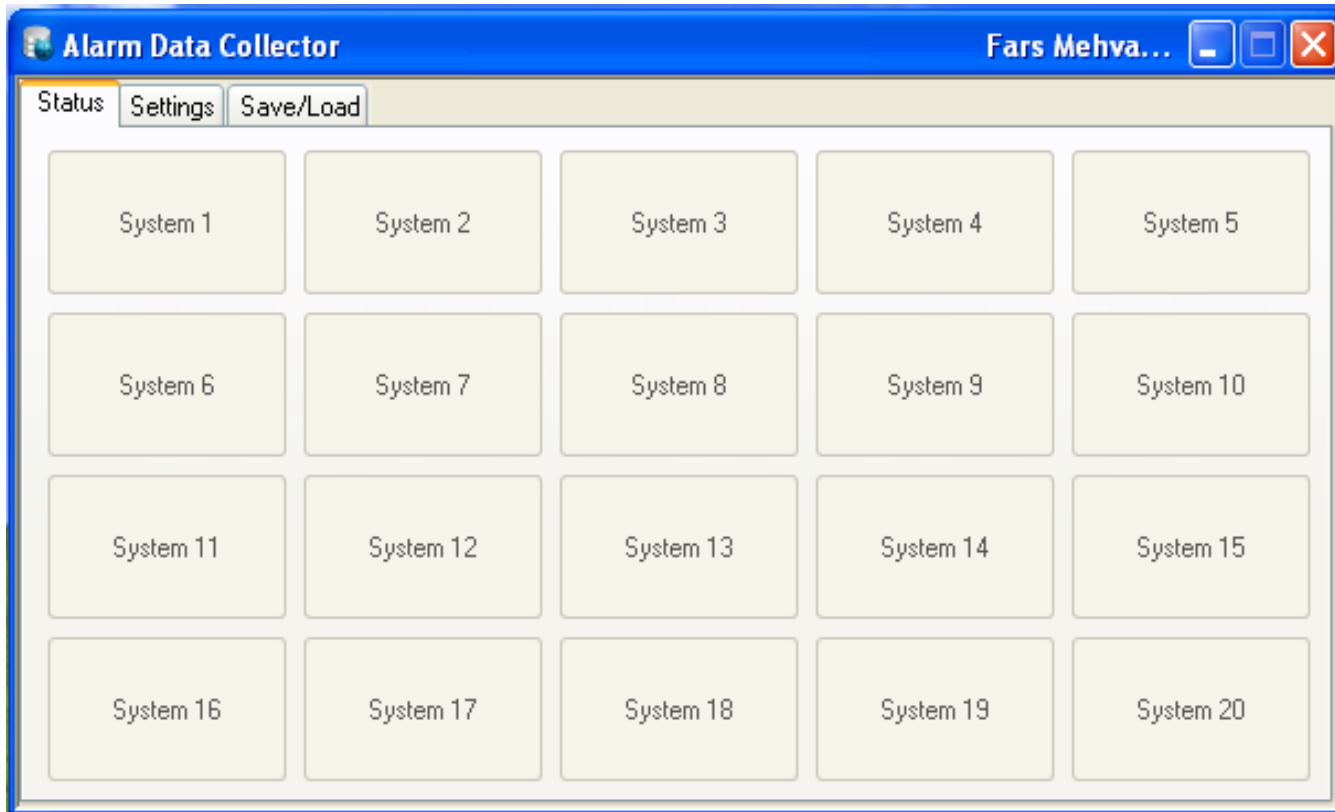 Alarm Data Collector Fars Mehva...
Status Settings Save/Load
System 1 System 2 System 3 System 4 System 5
System 6 System 7 System 8 System 9 System 10
System 11 System 12 System 13 System 14 System 15
System 16 System 17 System 18 System 19 System 20